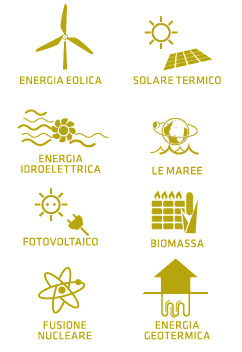 ENERGIA EOLICA
SOLARE TERMICO
ENERGIA
IDROELETTRICA
LE MAREE
FOTOVOLTAICO
BIOMASSA
FUSIONE
NUCLEARE
ENERGIA
GEOTERMICA